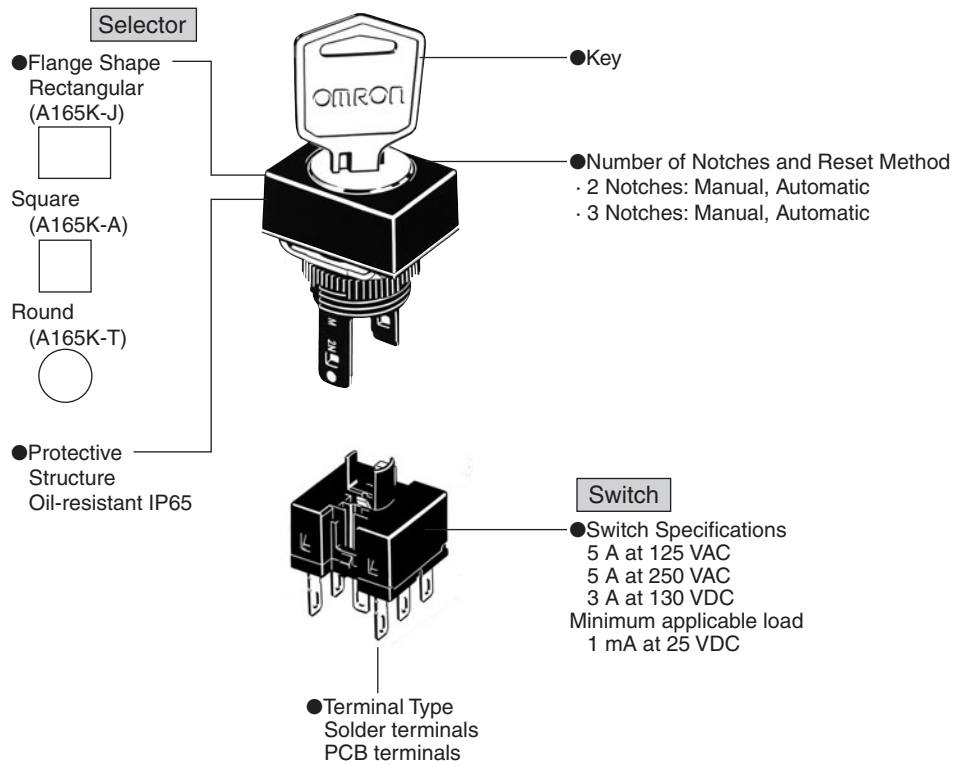 Selector
●Flange Shape
Rectangular
(A165K-J)
Square
(A165K-A)
Round
(A165K-T)
●Protective
Structure
Oil-resistant IP65
OMRON
●Key
●Number of Notches and Reset Method
· 2 Notches: Manual, Automatic
· 3 Notches: Manual, Automatic
M 2N
Switch
●Switch Specifications
5 A at 125 VAC
5 A at 250 VAC
3 A at 130 VDC
Minimum applicable load
1 mA at 25 VDC
●Terminal Type
Solder terminals
PCB terminals